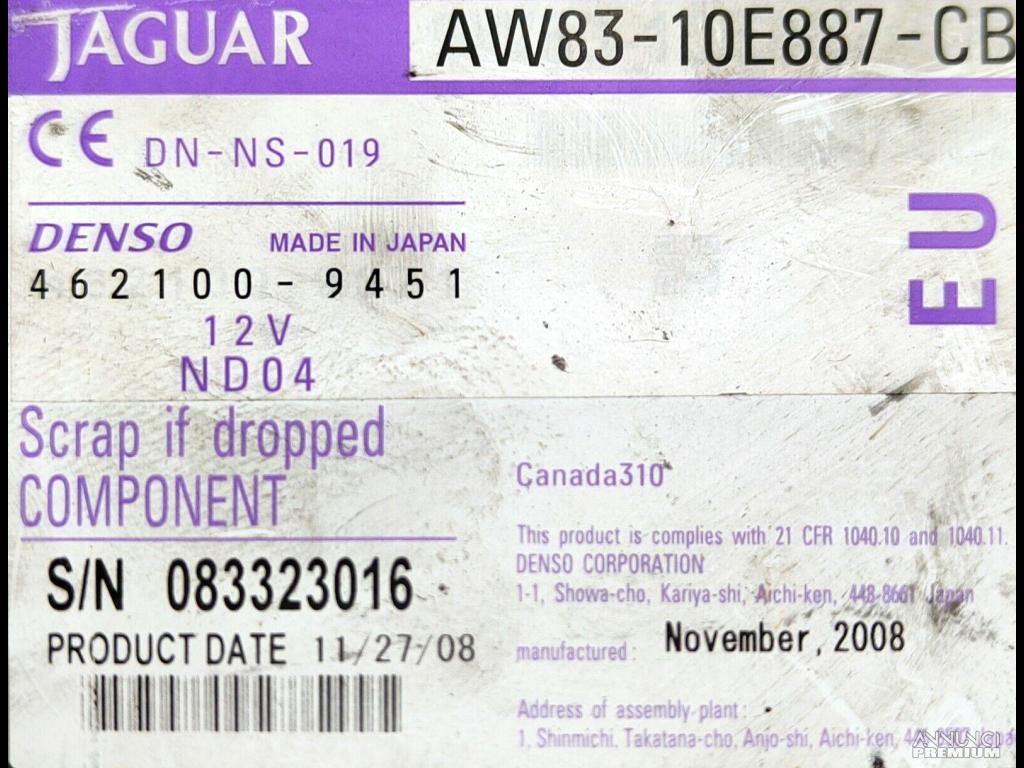 JAGUAR
AW83-10E887-CB
CE DN-NS-019
DENSO MADE IN JAPAN
462100-9451
12V
ND04
EU
Scrap if dropped
COMPONENT
S/N 083323016
PRODUCT DATE 11/27/08
Canada310
This product is complies with 21 CFR 1040.10 and 1040.11.
DENSO CORPORATION
1-1, Showa-cho, Kariya-shi, Aichi-ken, 448-8661 Japan
manufactured: November, 2008
Address of assembly plant:
1, Shinmichi, Takatana-cho, Anjo-shi, Aichi-ken,
ANNUNCI
PREMIUM